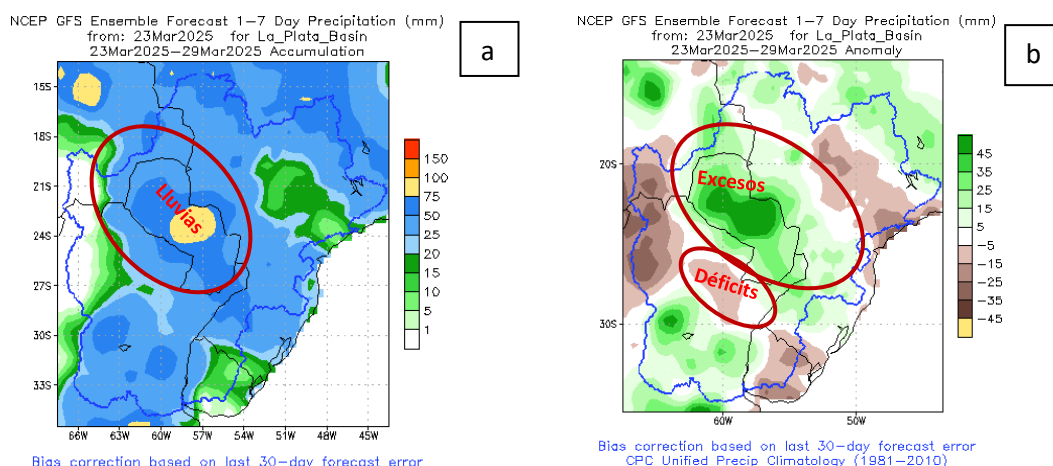 NCEP GFS Ensemble Forecast 1–7 Day Precipitation (mm)
from: 23Mar2025 for La_Plata_Basin
23Mar2025–29Mar2025 Accumulation
a
15S
18S
21S
24S
27S
30S
33S
66W
63W
60W
57W
54W
51W
48W
45W
Lluvias
150
100
75
50
25
20
15
10
5
1
Bias correction based on last 30–day forecast error
NCEP GFS Ensemble Forecast 1–7 Day Precipitation (mm)
from: 23Mar2025 for La_Plata_Basin
23Mar2025–29Mar2025 Anomaly
b
20S
30S
60W
50W
Excesos
Déficits
45
35
25
15
5
−5
−15
−25
−35
−45
Bias correction based on last 30–day forecast error
CPC Unified Precip Climatology (1981–2010)